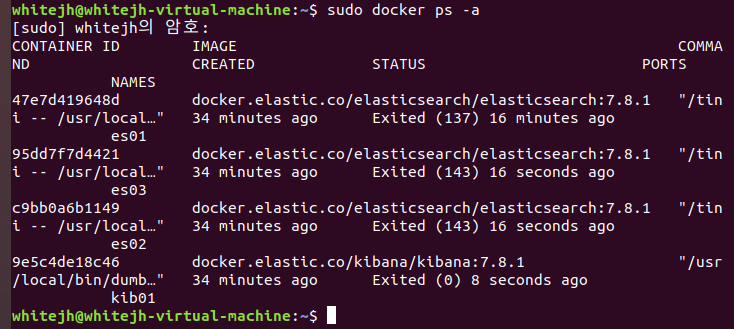 whitejh@whitejh-virtual-machine:~$ sudo docker ps -a
[sudo] whitejh의 암호:
CONTAINER ID        IMAGE                                                 COMMA
ND                  CREATED             STATUS                        PORTS
           NAMES
47e7d419648d        docker.elastic.co/elasticsearch/elasticsearch:7.8.1   "/tin
i -- /usr/local…"   34 minutes ago      Exited (137) 16 minutes ago
           es01
95dd7f7d4421        docker.elastic.co/elasticsearch/elasticsearch:7.8.1   "/tin
i -- /usr/local…"   34 minutes ago      Exited (143) 16 seconds ago
           es03
c9bb0a6b1149        docker.elastic.co/elasticsearch/elasticsearch:7.8.1   "/tin
i -- /usr/local…"   34 minutes ago      Exited (143) 16 seconds ago
           es02
9e5c4de18c46        docker.elastic.co/kibana/kibana:7.8.1                 "/usr
/local/bin/dumb…"   34 minutes ago      Exited (0) 8 seconds ago
           kib01
whitejh@whitejh-virtual-machine:~$